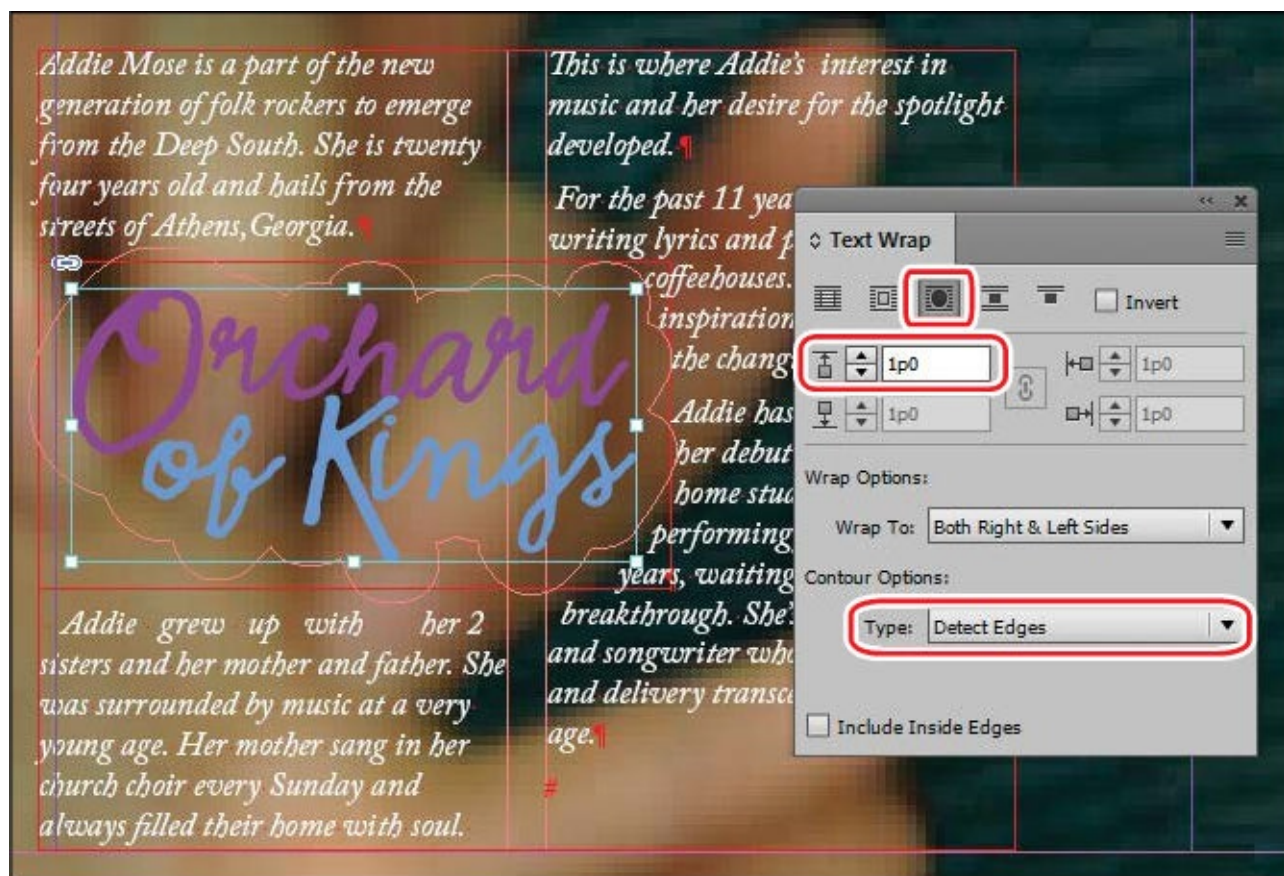 Addie Mose is a part of the new
generation of folk rockers to emerge
from the Deep South. She is twenty
four years old and hails from the
streets of Athens, Georgia.¶
Orchard
of Kings
Addie grew up with her 2
sisters and her mother and father. She
was surrounded by music at a very
young age. Her mother sang in her
church choir every Sunday and
always filled their home with soul.
This is where Addie's interest in
music and her desire for the spotlight
developed.¶
For the past 11 yea
writing lyrics and p
coffeehouses.
inspiration
the chang
Addie has
her debut
home stud
performing
years, waiting
breakthrough. She's
and songwriter who
and delivery transce
age.¶
#
Text Wrap
Invert
1p0
1p0
1p0
1p0
Wrap Options:
Wrap To: Both Right & Left Sides
Contour Options:
Type: Detect Edges
Include Inside Edges